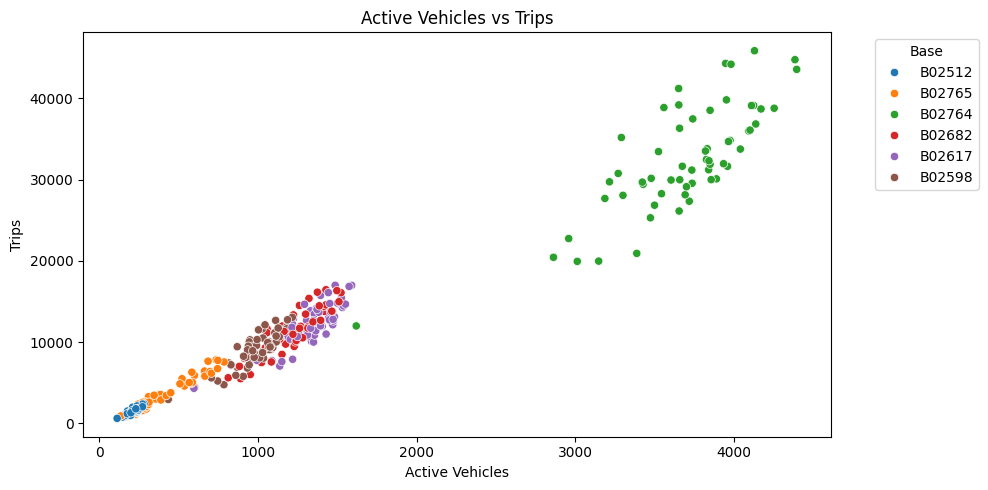 Active Vehicles vs Trips
Trips
40000
30000
20000
10000
0
0 1000 2000 3000 4000
Active Vehicles
Base
B02512
B02765
B02764
B02682
B02617
B02598